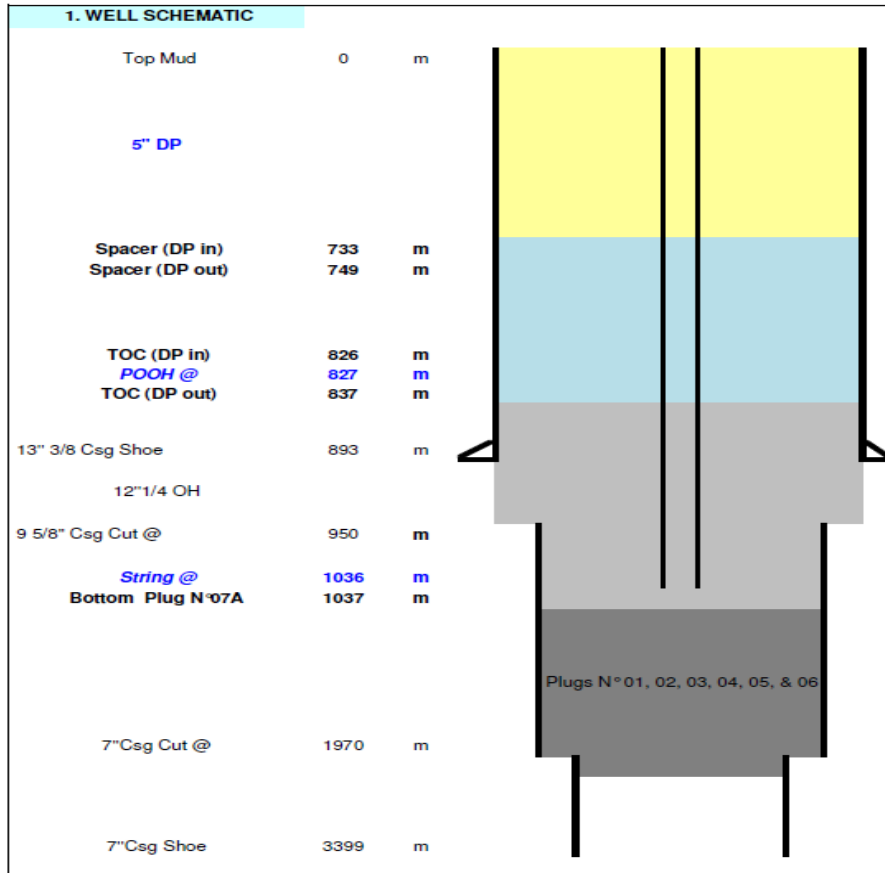 1. WELL SCHEMATIC
Top Mud 0 m
5" DP
Spacer (DP in) 733 m
Spacer (DP out) 749 m
TOC (DP in) 826 m
POOH @ 827 m
TOC (DP out) 837 m
13" 3/8 Csg Shoe 893 m
12"1/4 OH
9 5/8" Csg Cut @ 950 m
String @ 1036 m
Bottom Plug N°07A 1037 m
Plugs N°01, 02, 03, 04, 05, & 06
7"Csg Cut @ 1970 m
7"Csg Shoe 3399 m